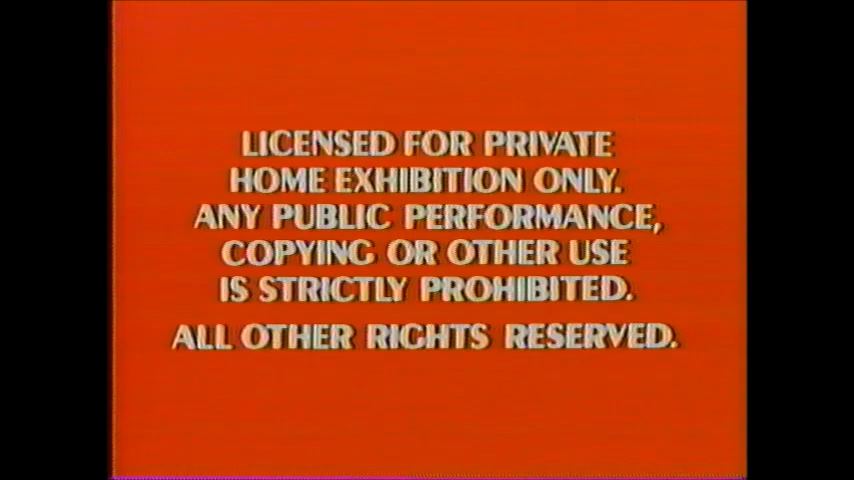 LICENSED FOR PRIVATE
HOME EXHIBITION ONLY.
ANY PUBLIC PERFORMANCE,
COPYING OR OTHER USE
IS STRICTLY PROHIBITED.
ALL OTHER RIGHTS RESERVED.